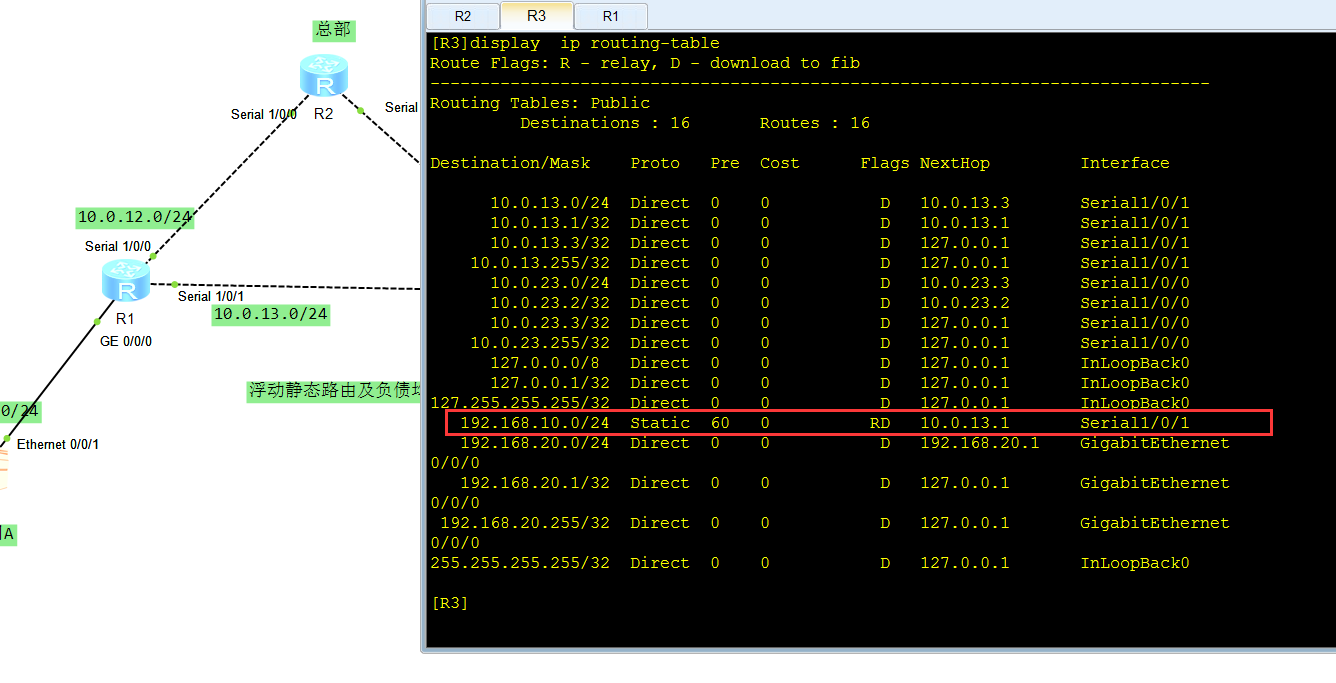 总部
Serial 1/0/0
R2
Serial
10.0.12.0/24
Serial 1/0/0
R1
Serial 1/0/1
10.0.13.0/24
GE 0/0/0
浮动静态路由及负债
0/24
Ethernet 0/0/1
A
R2 R3 R1
[R3]display ip routing-table
Route Flags: R - relay, D - download to fib
------------------------------------------------------------------------------
Routing Tables: Public
Destinations : 16 Routes : 16
Destination/Mask Proto Pre Cost Flags NextHop Interface
10.0.13.0/24 Direct 0 0 D 10.0.13.3 Serial1/0/1
10.0.13.1/32 Direct 0 0 D 10.0.13.1 Serial1/0/1
10.0.13.3/32 Direct 0 0 D 127.0.0.1 Serial1/0/1
10.0.13.255/32 Direct 0 0 D 127.0.0.1 Serial1/0/1
10.0.23.0/24 Direct 0 0 D 10.0.23.3 Serial1/0/0
10.0.23.2/32 Direct 0 0 D 10.0.23.2 Serial1/0/0
10.0.23.3/32 Direct 0 0 D 127.0.0.1 Serial1/0/0
10.0.23.255/32 Direct 0 0 D 127.0.0.1 Serial1/0/0
127.0.0.0/8 Direct 0 0 D 127.0.0.1 InLoopBack0
127.0.0.1/32 Direct 0 0 D 127.0.0.1 InLoopBack0
127.255.255.255/32 Direct 0 0 D 127.0.0.1 InLoopBack0
192.168.10.0/24 Static 60 0 RD 10.0.13.1 Serial1/0/1
192.168.20.0/24 Direct 0 0 D 192.168.20.1 GigabitEthernet
0/0/0
192.168.20.1/32 Direct 0 0 D 127.0.0.1 GigabitEthernet
0/0/0
192.168.20.255/32 Direct 0 0 D 127.0.0.1 GigabitEthernet
0/0/0
255.255.255.255/32 Direct 0 0 D 127.0.0.1 InLoopBack0
[R3]